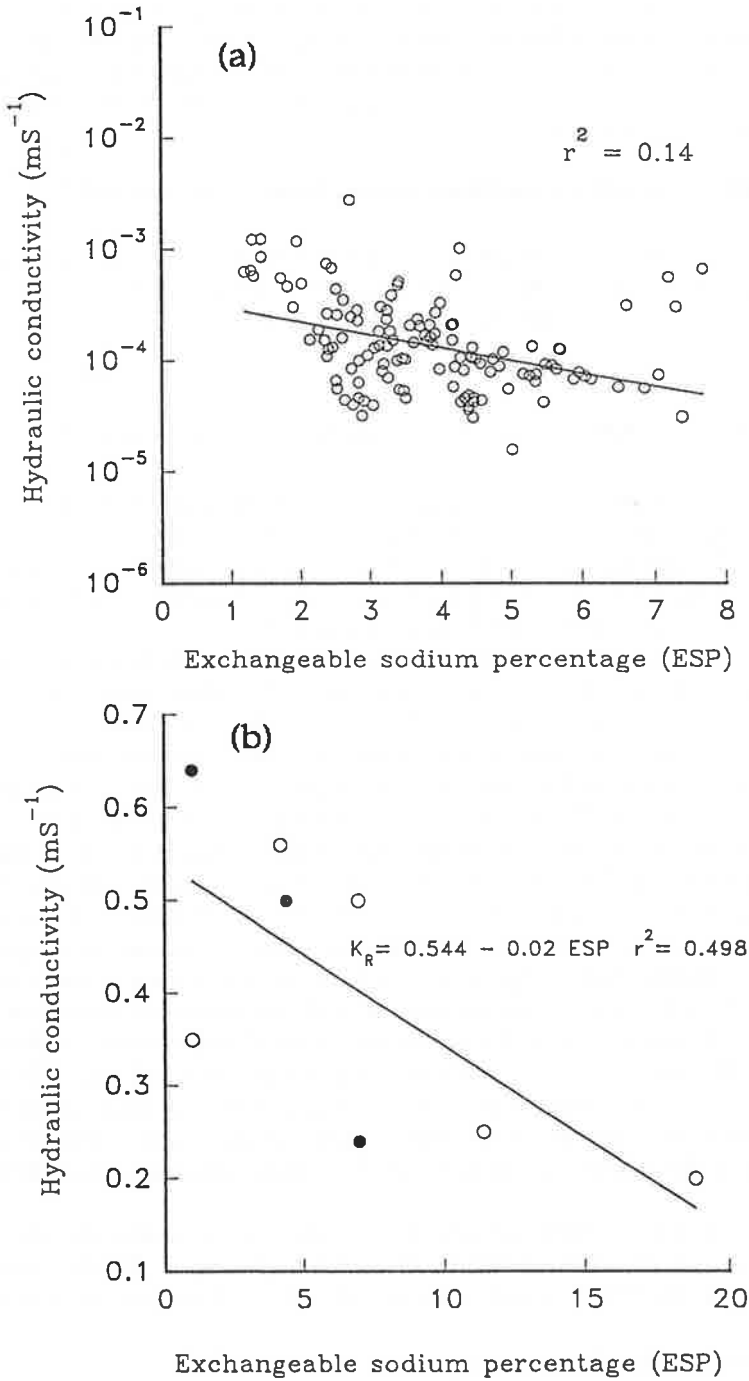 10⁻¹
(a)
10⁻²
r² = 0.14
10⁻³
10⁻⁴
10⁻⁵
10⁻⁶
Hydraulic conductivity (mS⁻¹)
0 1 2 3 4 5 6 7 8
Exchangeable sodium percentage (ESP)
0.7
(b)
0.6
0.5
K_R= 0.544 − 0.02 ESP r²= 0.498
0.4
0.3
0.2
0.1
Hydraulic conductivity (mS⁻¹)
0 5 10 15 20
Exchangeable sodium percentage (ESP)